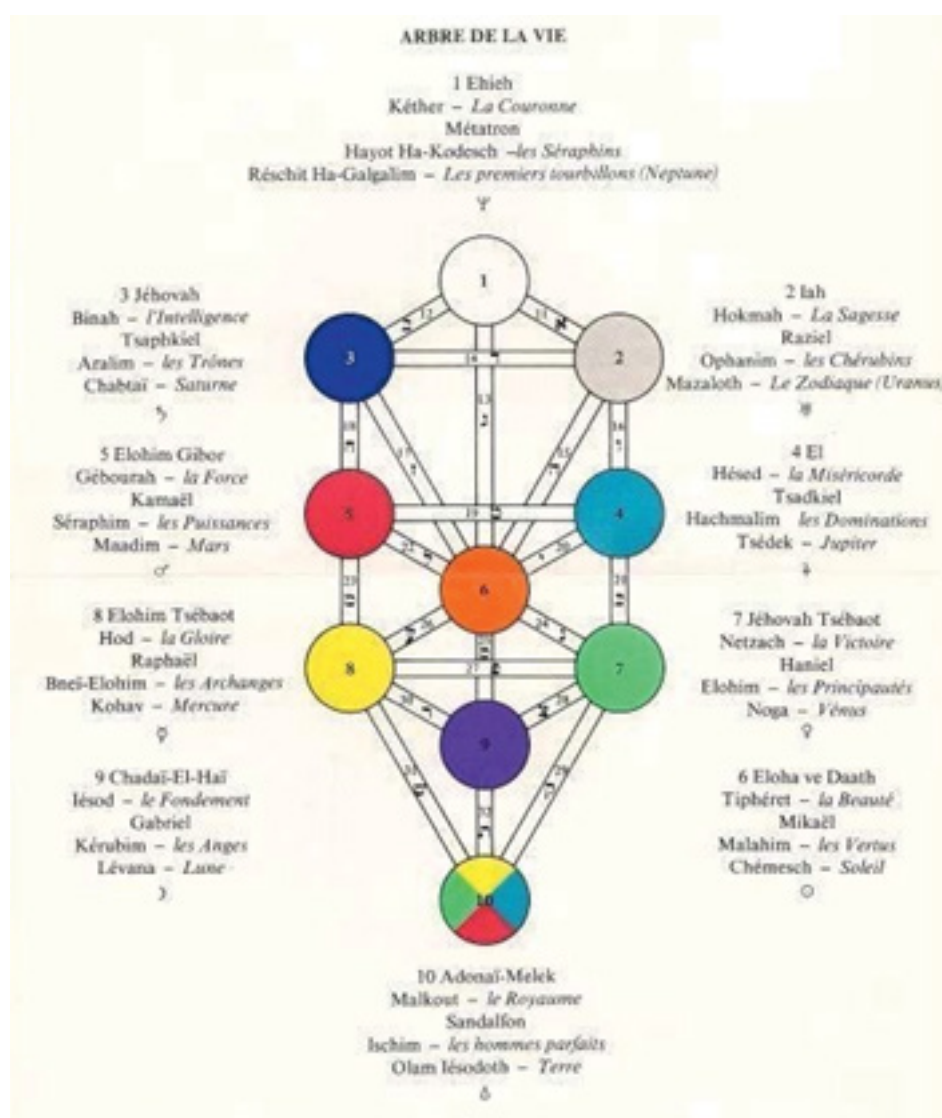 ARBRE DE LA VIE
1 Ehieh
Kéther – La Couronne
Métatron
Hayot Ha-Kodesch –les Séraphins
Réschit Ha-Galgalim – Les premiers tourbillons (Neptune)
♆
1
3 Jéhovah
Binah – l'Intelligence
Tsaphkiel
Aralim – les Trônes
Chabtaï – Saturne
♄
2 Iah
Hokmah – La Sagesse
Raziel
Ophanim – les Chérubins
Mazaloth – Le Zodiaque (Uranus)
♅
3
2
5 Elohim Gibor
Gébourah – la Force
Kamaël
Séraphim – les Puissances
Maadim – Mars
♂
4 El
Hésed – la Miséricorde
Tsadkiel
Hachmalim les Dominations
Tsédek – Jupiter
♃
5
19
4
6
8 Elohim Tsébaot
Hod – la Gloire
Raphaël
Bneï-Elohim – les Archanges
Kohav – Mercure
☿
7 Jéhovah Tsébaot
Netzach – la Victoire
Haniel
Elohim – les Principautés
Noga – Vénus
♀
8
27
7
9
9 Chadaï-El-Haï
Iésod – le Fondement
Gabriel
Kérubim – les Anges
Lévana – Lune
☽
6 Eloha ve Daath
Tiphéret – la Beauté
Mikaël
Malahim – les Vertus
Chémesch – Soleil
☉
32
10
10 Adonaï-Melek
Malkout – le Royaume
Sandalfon
Ischim – les hommes parfaits
Olam Iésodoth – Terre
♁